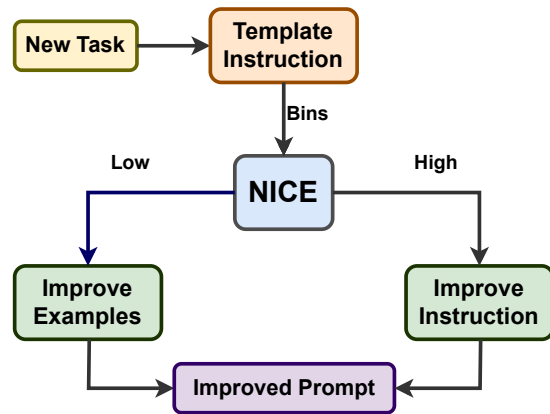 New Task
Template
Instruction
Bins
Low
High
NICE
Improve
Examples
Improve
Instruction
Improved Prompt